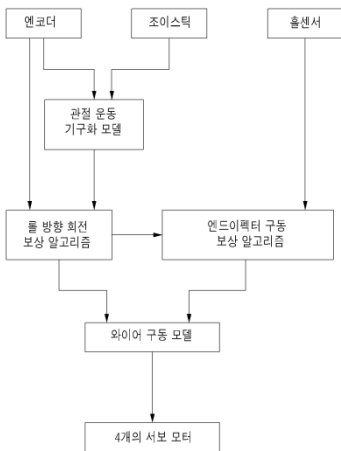 엔코더
조이스틱
홀센서
관절 운동
기구화 모델
롤 방향 회전
보상 알고리즘
엔드이펙터 구동
보상 알고리즘
와이어 구동 모델
4개의 서보 모터